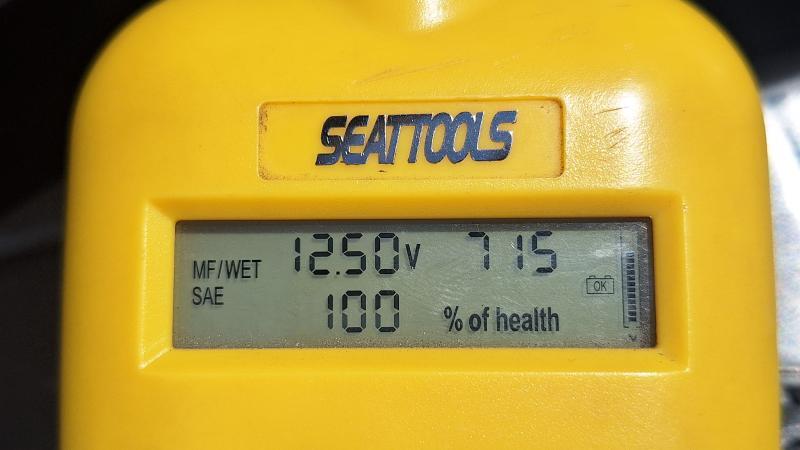 SEATTOOLS
MF/WET 12.50V 715
SAE 100 % of health
OK